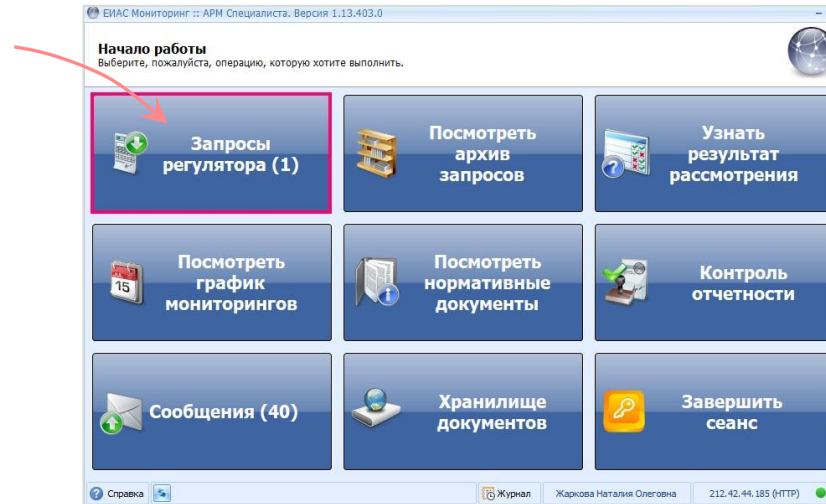 ЕИАС Мониторинг :: АРМ Специалиста. Версия 1.13.403.0
Начало работы
Выберите, пожалуйста, операцию, которую хотите выполнить.
Запросы
регулятора (1)
Посмотреть
архив
запросов
Узнать
результат
рассмотрения
Посмотреть
график
мониторингов
15
Посмотреть
нормативные
документы
Контроль
отчетности
Сообщения (40)
Хранилище
документов
Завершить
сеанс
Справка
Журнал
Жаркова Наталия Олеговна
212.42.44.185 (HTTP)